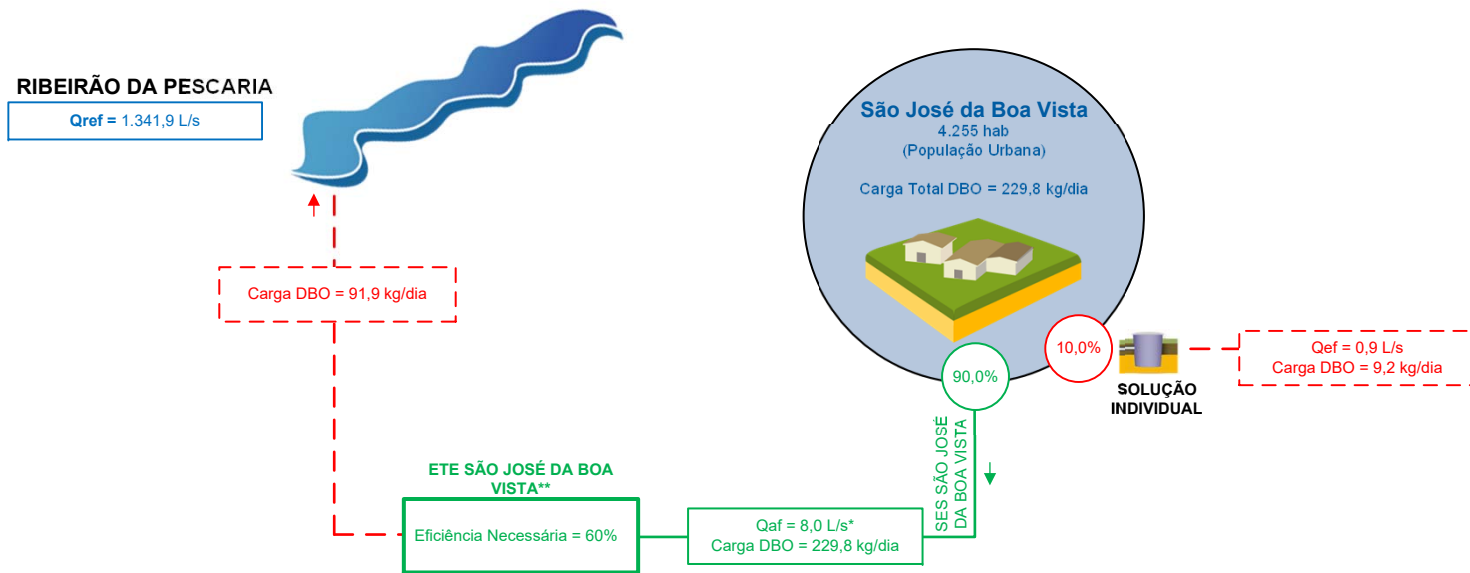 RIBEIRÃO DA PESCARIA
Qref = 1.341,9 L/s
São José da Boa Vista
4.255 hab
(População Urbana)
Carga Total DBO = 229,8 kg/dia
Carga DBO = 91,9 kg/dia
10,0%
90,0%
SOLUÇÃO
INDIVIDUAL
Qef = 0,9 L/s
Carga DBO = 9,2 kg/dia
SES SÃO JOSÉ
DA BOA VISTA
ETE SÃO JOSÉ DA BOA
VISTA**
Eficiência Necessária = 60%
Qaf = 8,0 L/s*
Carga DBO = 229,8 kg/dia